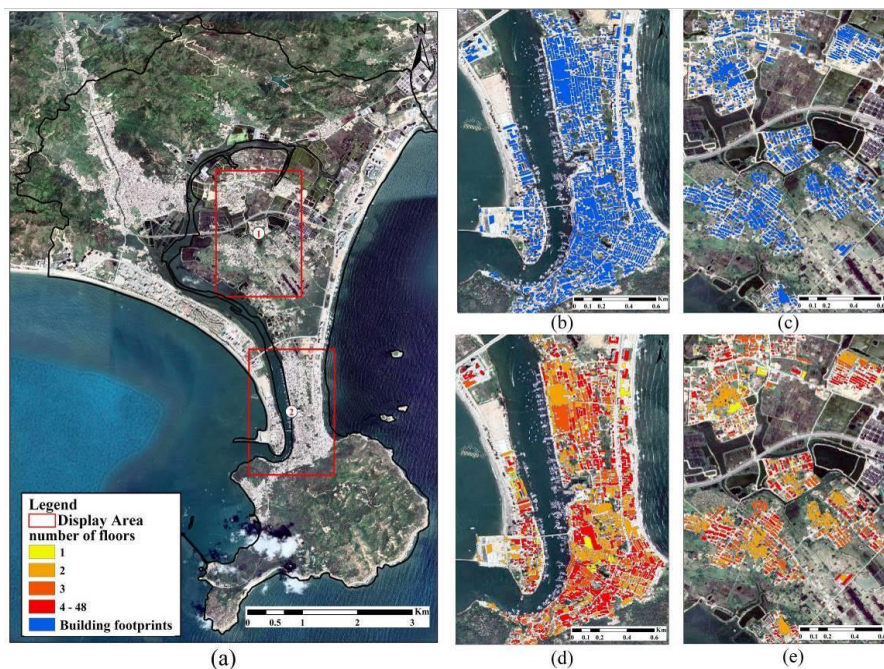 N
1
2
Legend
Display Area
number of floors
1
2
3
4 - 48
Building footprints
Km
0 0.5 1 2 3
(a)
N
Km
0 0.1 0.2 0.4 0.6
(b)
Km
0 0.1 0.2 0.4 0.6
(c)
Km
0 0.1 0.2 0.4 0.6
(d)
Km
0 0.1 0.2 0.4 0.6
(e)